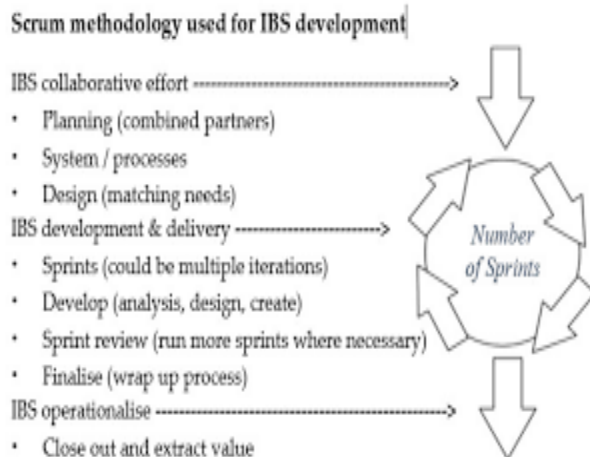 Scrum methodology used for IBS development
IBS collaborative effort ---------------------------------------->
• Planning (combined partners)
• System / processes
• Design (matching needs)
IBS development & delivery ----------------------->
• Sprints (could be multiple iterations)
• Develop (analysis, design, create)
• Sprint review (run more sprints where necessary)
• Finalise (wrap up process)
IBS operationalise --------------------------------------------->
• Close out and extract value
Number
of Sprints